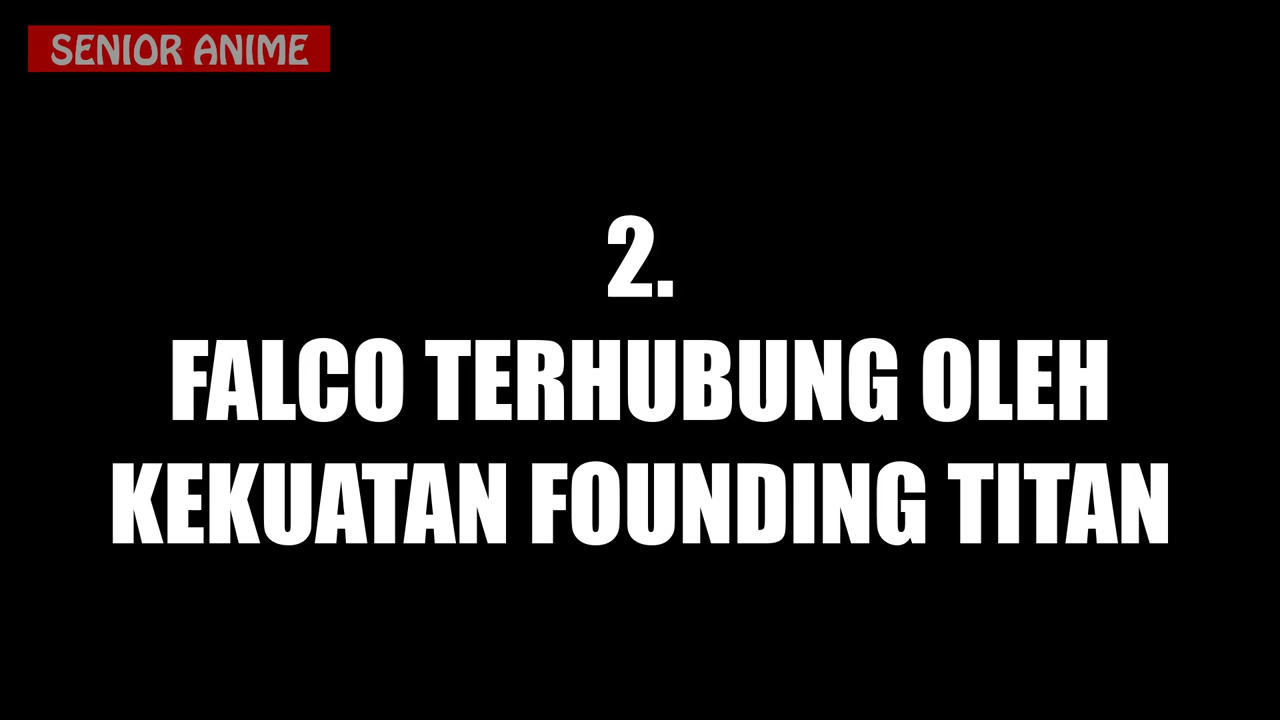 SENIOR ANIME
2.
FALCO TERHUBUNG OLEH
KEKUATAN FOUNDING TITAN